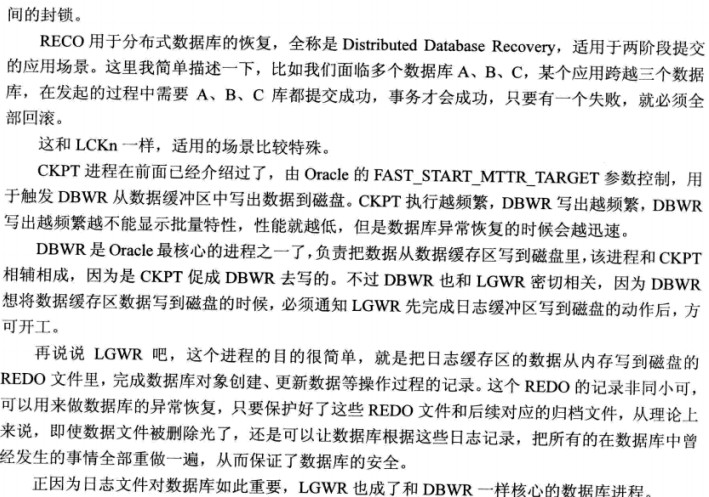 间的封锁。
RECO 用于分布式数据库的恢复，全称是 Distributed Database Recovery，适用于两阶段提交
的应用场景。这里我简单描述一下，比如我们面临多个数据库 A、B、C，某个应用跨越三个数据
库，在发起的过程中需要 A、B、C 库都提交成功，事务才会成功，只要有一个失败，就必须全
部回滚。
这和 LCKn 一样，适用的场景比较特殊。
CKPT 进程在前面已经介绍过了，由 Oracle 的 FAST_START_MTTR_TARGET 参数控制，用
于触发 DBWR 从数据缓冲区中写出数据到磁盘。CKPT 执行越频繁，DBWR 写出越频繁，DBWR
写出越频繁越不能显示批量特性，性能就越低，但是数据库异常恢复的时候会越迅速。
DBWR 是 Oracle 最核心的进程之一了，负责把数据从数据缓存区写到磁盘里，该进程和 CKPT
相辅相成，因为是 CKPT 促成 DBWR 去写的。不过 DBWR 也和 LGWR 密切相关，因为 DBWR
想将数据缓存区数据写到磁盘的时候，必须通知 LGWR 先完成日志缓冲区写到磁盘的动作后，方
可开工。
再说说 LGWR 吧，这个进程的目的很简单，就是把日志缓存区的数据从内存写到磁盘的
REDO 文件里，完成数据库对象创建、更新数据等操作过程的记录。这个 REDO 的记录非同小可，
可以用来做数据库的异常恢复，只要保护好了这些 REDO 文件和后续对应的归档文件，从理论上
来说，即使数据文件被删除光了，还是可以让数据库根据这些日志记录，把所有的在数据库中曾
经发生的事情全部重做一遍，从而保证了数据库的安全。
正因为日志文件对数据库如此重要，LGWR 也成了和 DBWR 一样核心的数据库进程。